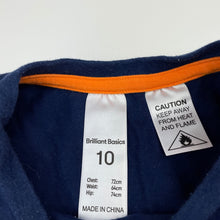 Brilliant Basics
10
Chest: 72cm
Waist: 64cm
Hip: 74cm
MADE IN CHINA
CAUTION
KEEP AWAY
FROM HEAT
AND FLAME